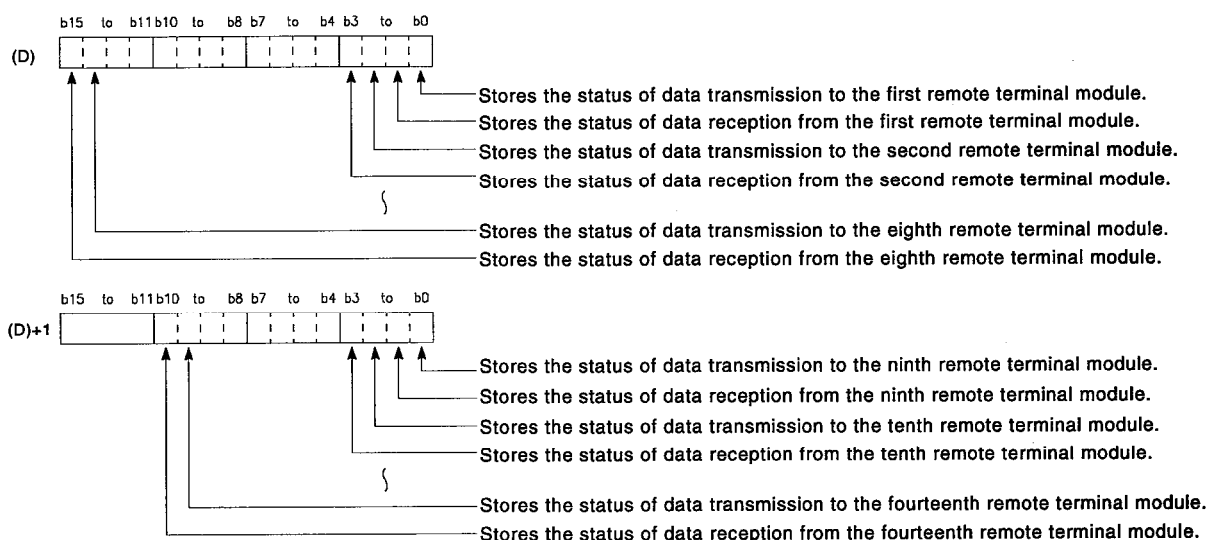 b15 to b11 b10 to b8 b7 to b4 b3 to b0
(D)
Stores the status of data transmission to the first remote terminal module.
Stores the status of data reception from the first remote terminal module.
Stores the status of data transmission to the second remote terminal module.
Stores the status of data reception from the second remote terminal module.
Stores the status of data transmission to the eighth remote terminal module.
Stores the status of data reception from the eighth remote terminal module.
b15 to b11 b10 to b8 b7 to b4 b3 to b0
(D)+1
Stores the status of data transmission to the ninth remote terminal module.
Stores the status of data reception from the ninth remote terminal module.
Stores the status of data transmission to the tenth remote terminal module.
Stores the status of data reception from the tenth remote terminal module.
Stores the status of data transmission to the fourteenth remote terminal module.
Stores the status of data reception from the fourteenth remote terminal module.